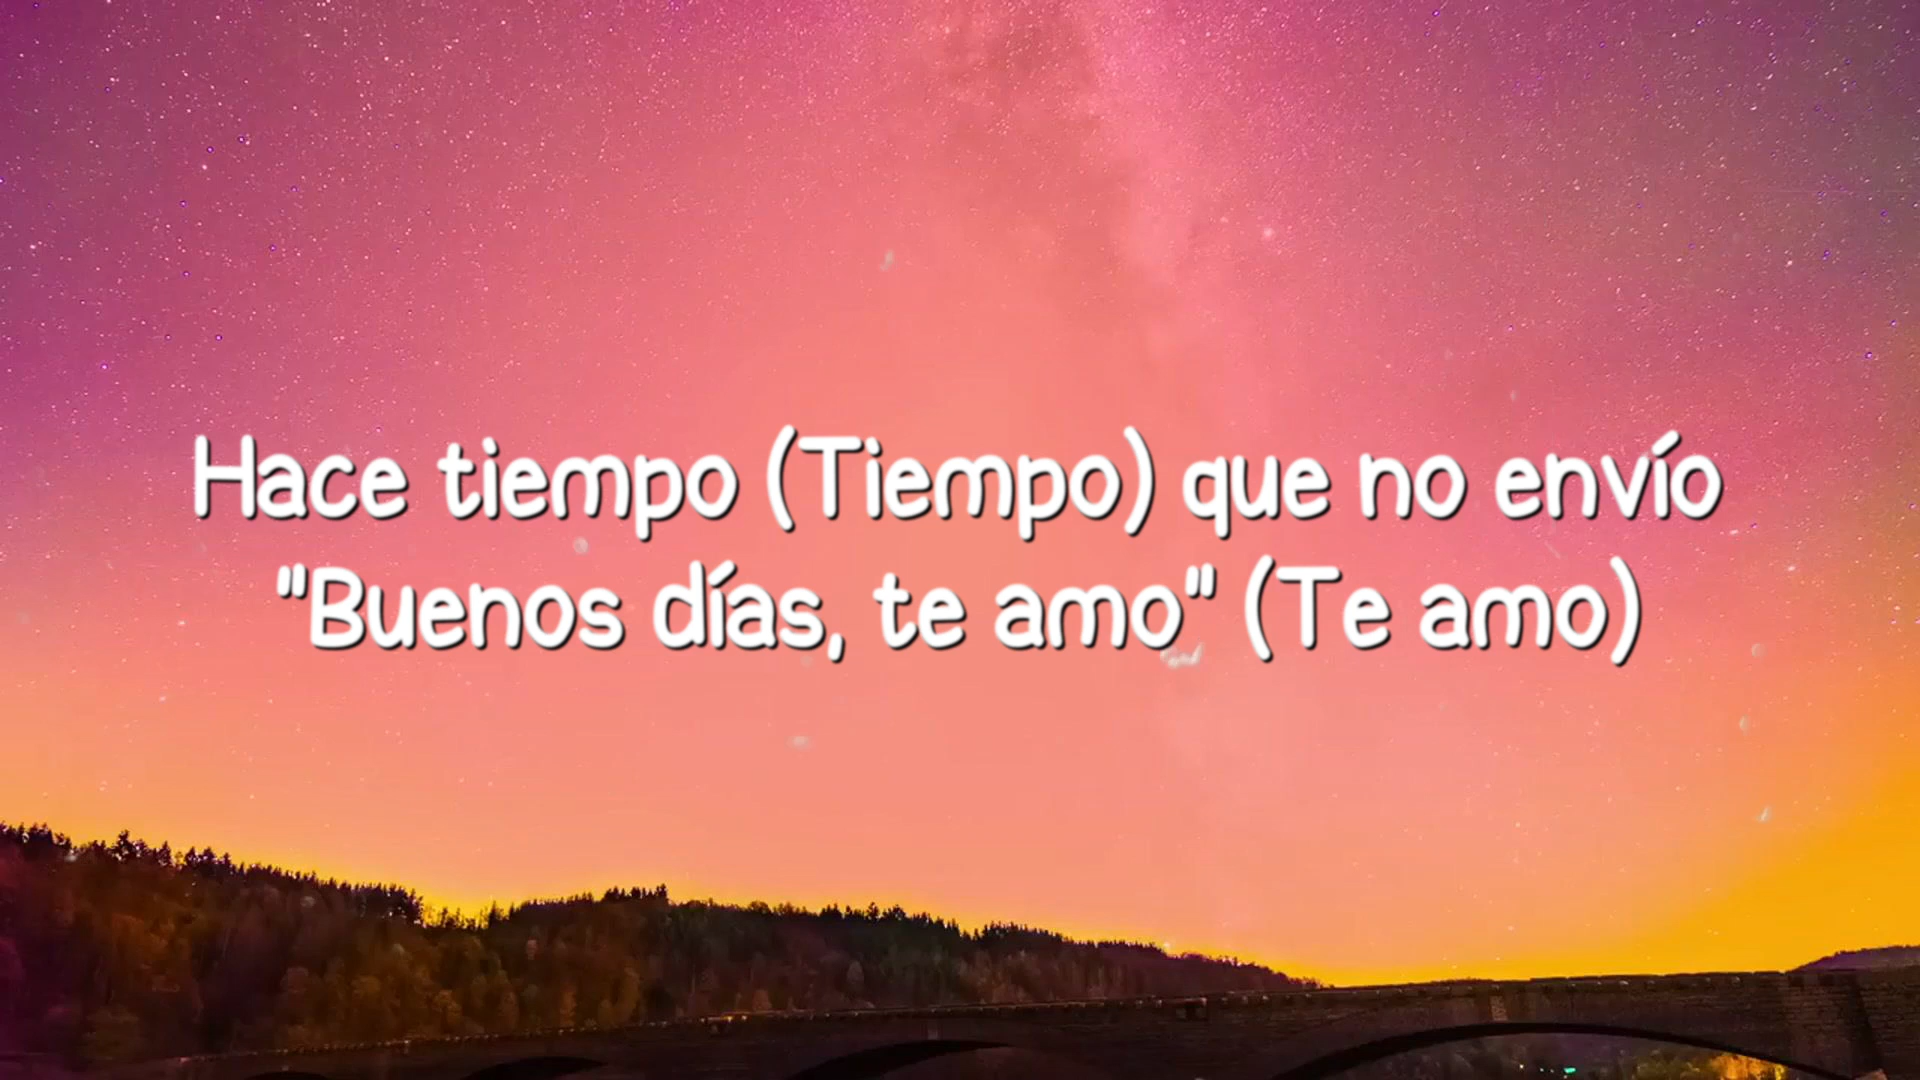 Hace tiempo (Tiempo) que no envío
"Buenos días, te amo" (Te amo)